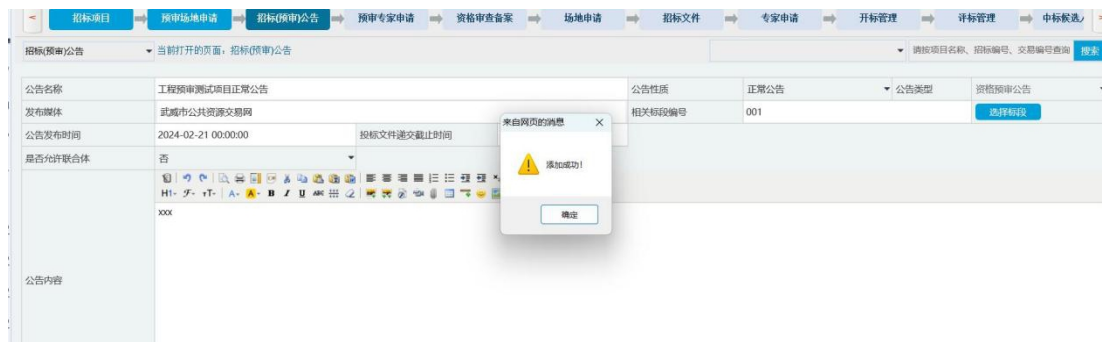 招标项目 预审场地申请 招标(预审)公告 预审专家申请 资格审查备案 场地申请 招标文件 专家申请 开标管理 评标管理 中标候选
招标(预审)公告 当前打开的页面：招标(预审)公告 请按项目名称、招标编号、交易编号查询 搜索
公告名称 工程预审测试项目正常公告 公告性质 正常公告 公告类型 资格预审公告
发布媒体 武威市公共资源交易网 相关标段编号 001 选择标段
公告发布时间 2024-02-21 00:00:00 投标文件递交截止时间
是否允许联合体 否
来自网页的消息
添加成功！
确定
xxx
公告内容